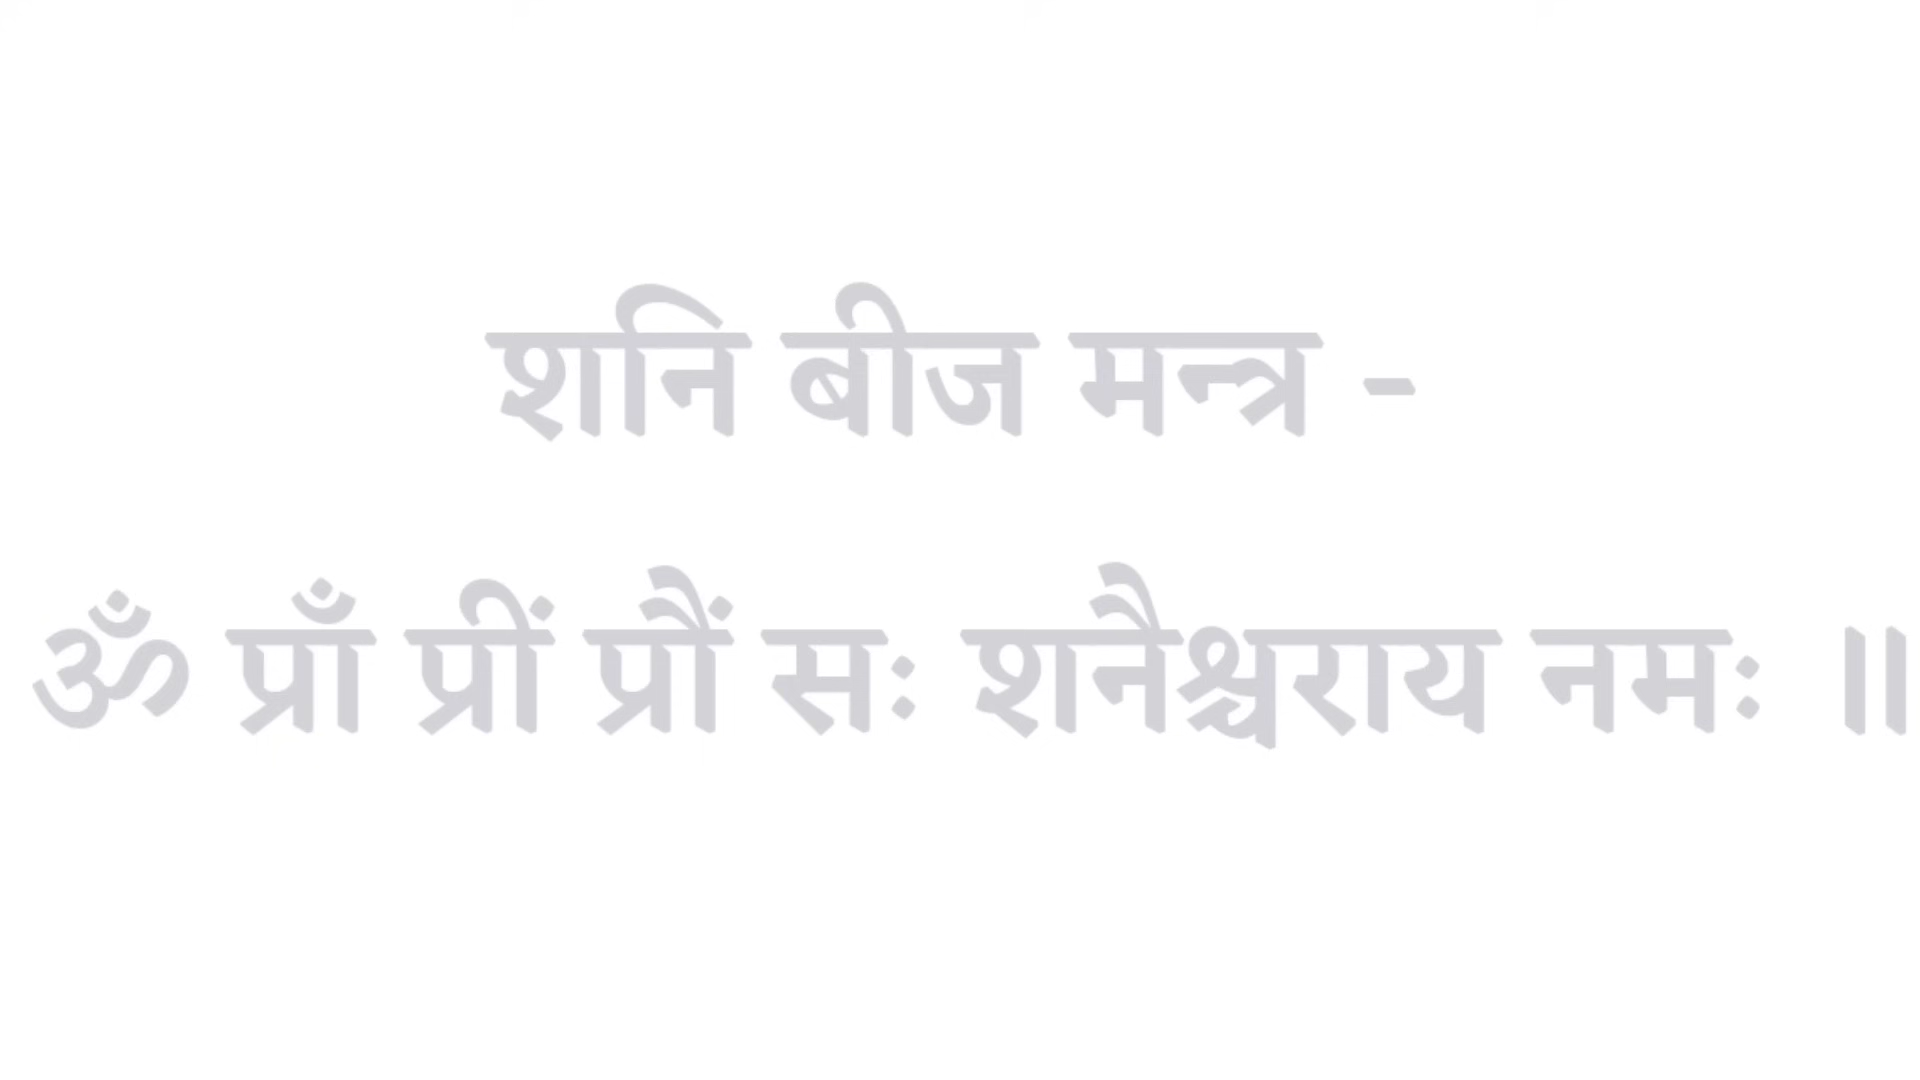 शनि बीज मन्त्र -
ॐ प्राँ प्रीं प्रौं सः शनैश्चराय नमः ॥